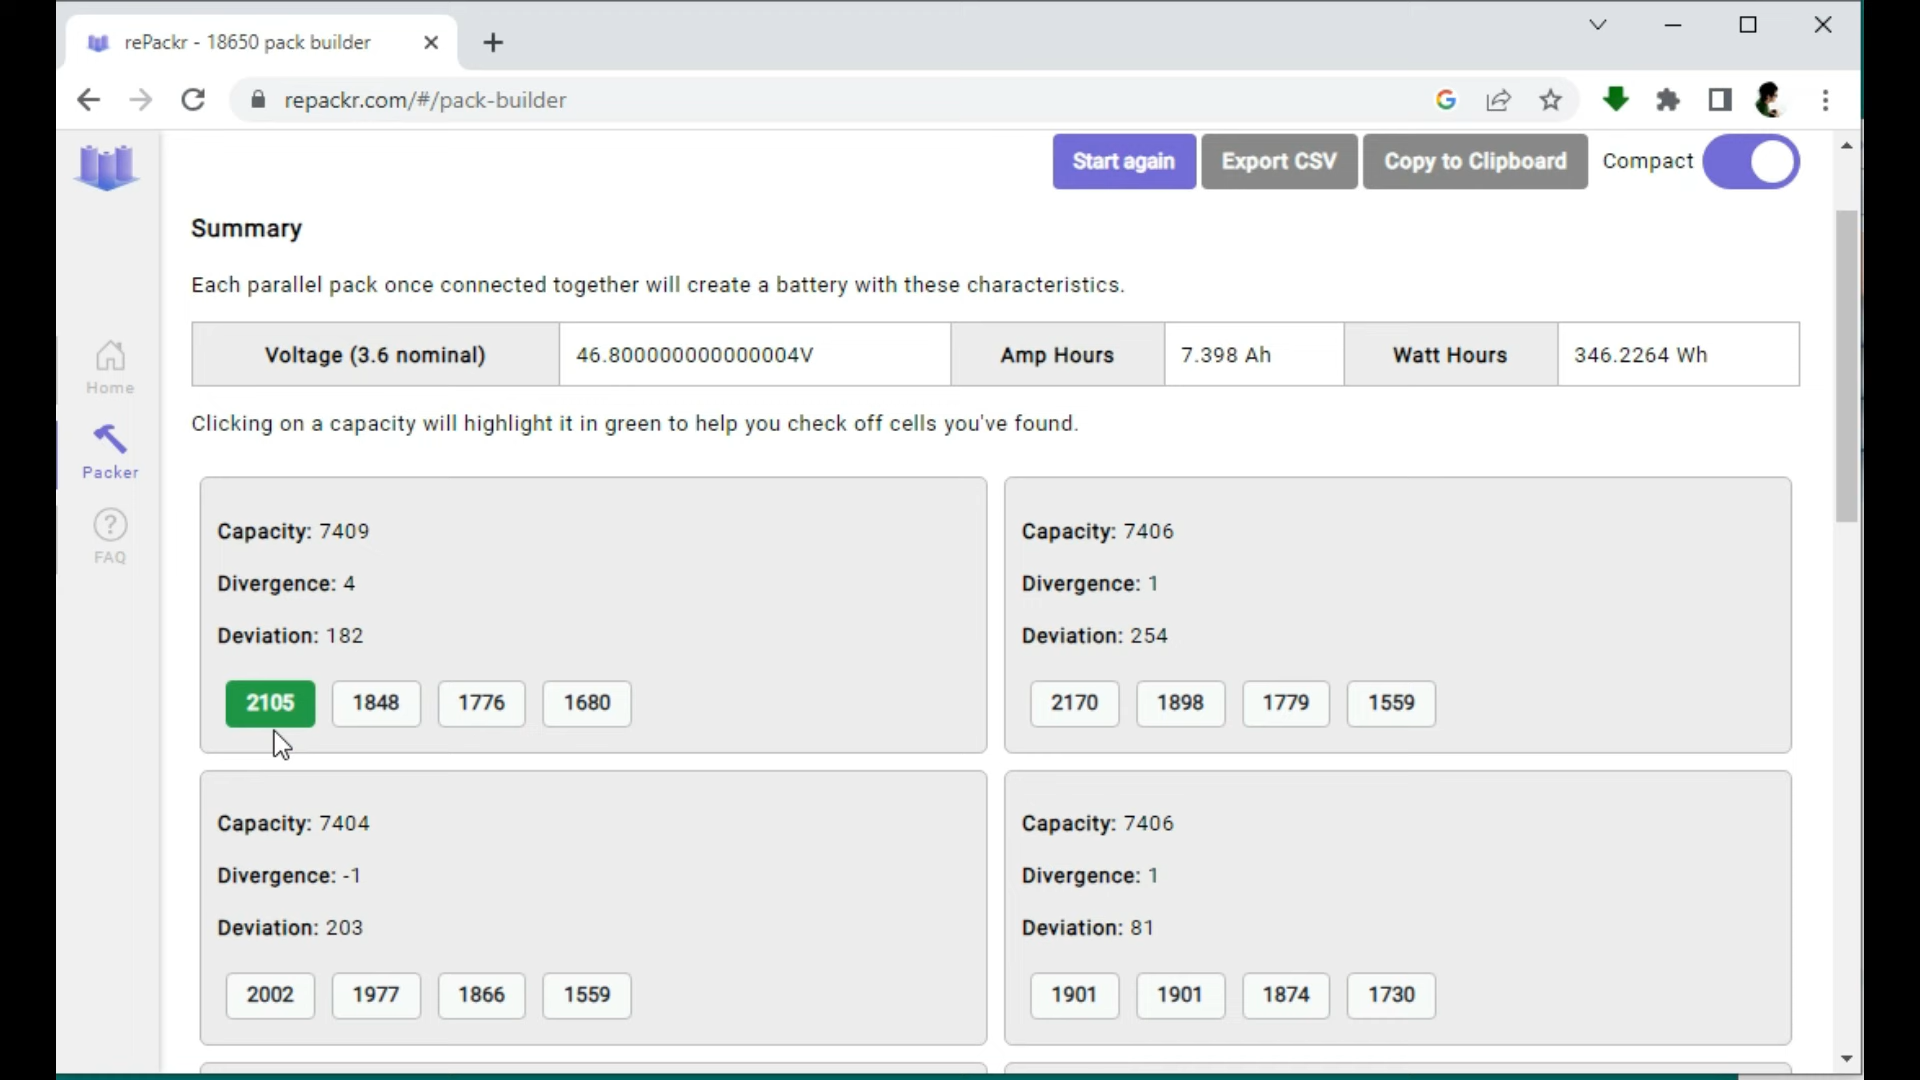 rePackr - 18650 pack builder
repackr.com/#/pack-builder
Start again
Export CSV
Copy to Clipboard
Compact
Home
Packer
FAQ
Summary
Each parallel pack once connected together will create a battery with these characteristics.
Voltage (3.6 nominal) 46.800000000000004V Amp Hours 7.398 Ah Watt Hours 346.2264 Wh
Clicking on a capacity will highlight it in green to help you check off cells you've found.
Capacity: 7409
Divergence: 4
Deviation: 182
2105 1848 1776 1680
Capacity: 7406
Divergence: 1
Deviation: 254
2170 1898 1779 1559
Capacity: 7404
Divergence: -1
Deviation: 203
2002 1977 1866 1559
Capacity: 7406
Divergence: 1
Deviation: 81
1901 1901 1874 1730